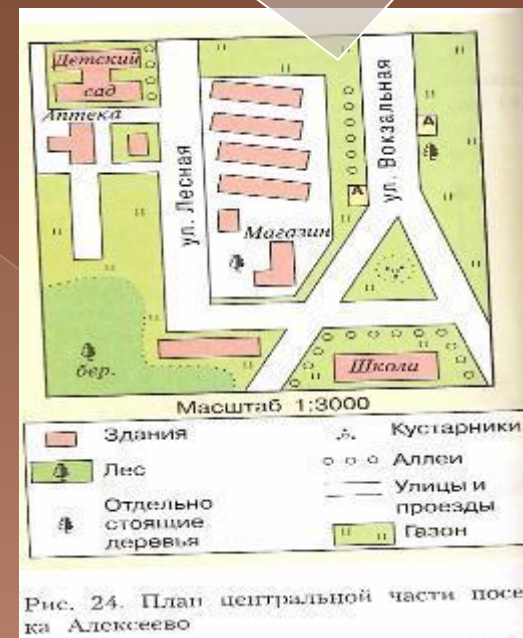 Детский
сад
Аптека
ул. Лесная
Магазин
ул. Вокзальная
А
А
бер.
Школа
Масштаб 1:3000
Здания
Лес
Отдельно
стоящие
деревья
Кустарники
Аллеи
Улицы и
проезды
Газон
Рис. 24. План центральной части посе
ка Алексеево